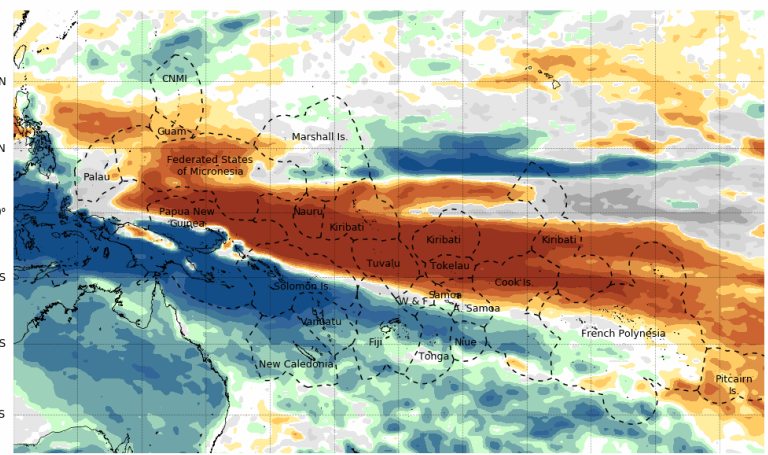 CNMI
N
Guam
Marshall Is.
N
Federated States
of Micronesia
Palau
0°
Papua New
Guinea
Nauru
Kiribati
Kiribati
Kiribati
Tuvalu
Tokelau
S
Solomon Is
Cook Is.
Samoa
W & F
A. Samoa
Vanuatu
French Polynesia
S
Fiji
Niue
Tonga
New Caledonia
Pitcairn
Is.
S